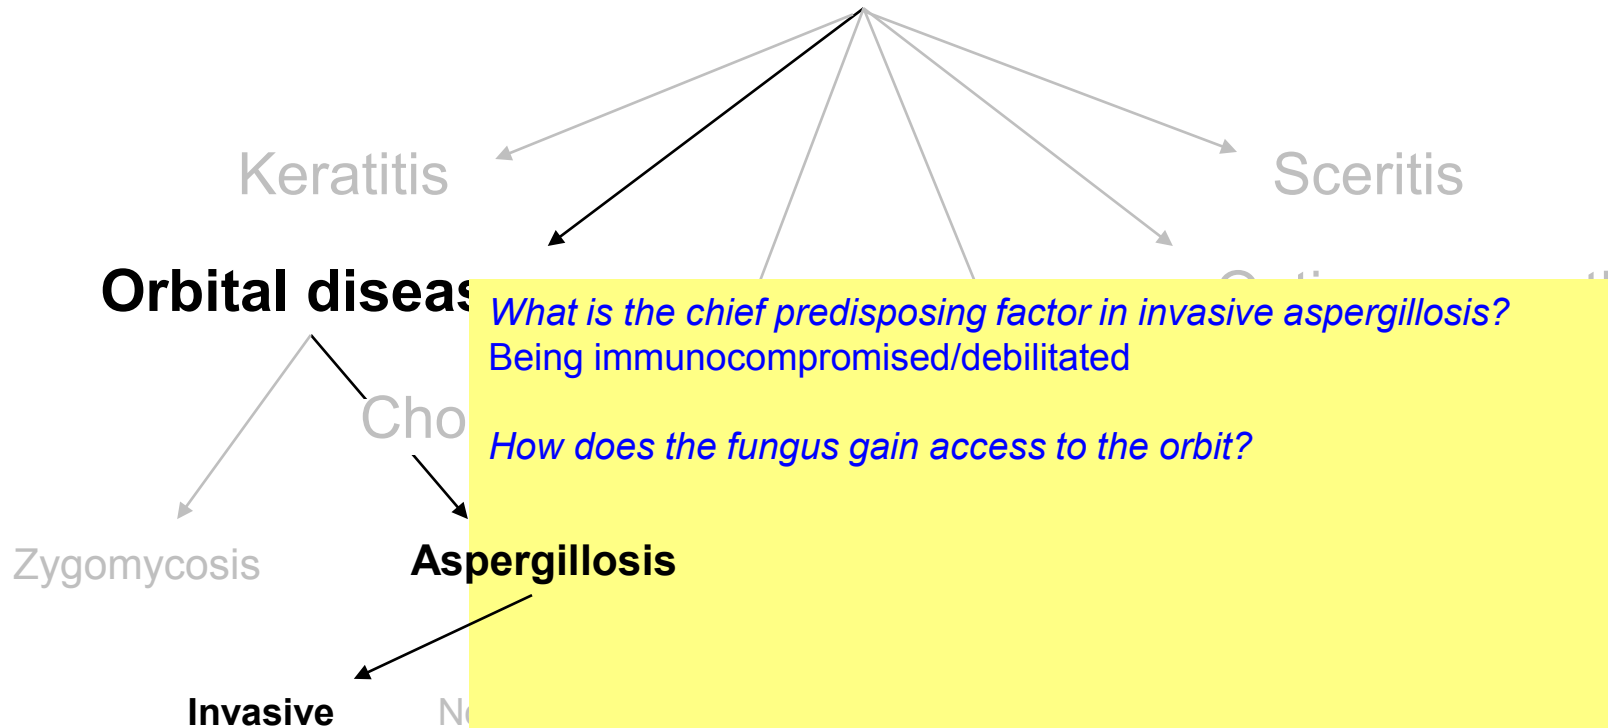 Keratitis
Sceritis
Orbital diseas
What is the chief predisposing factor in invasive aspergillosis?
Being immunocompromised/debilitated
Cho
How does the fungus gain access to the orbit?
Zygomycosis
Aspergillosis
Invasive